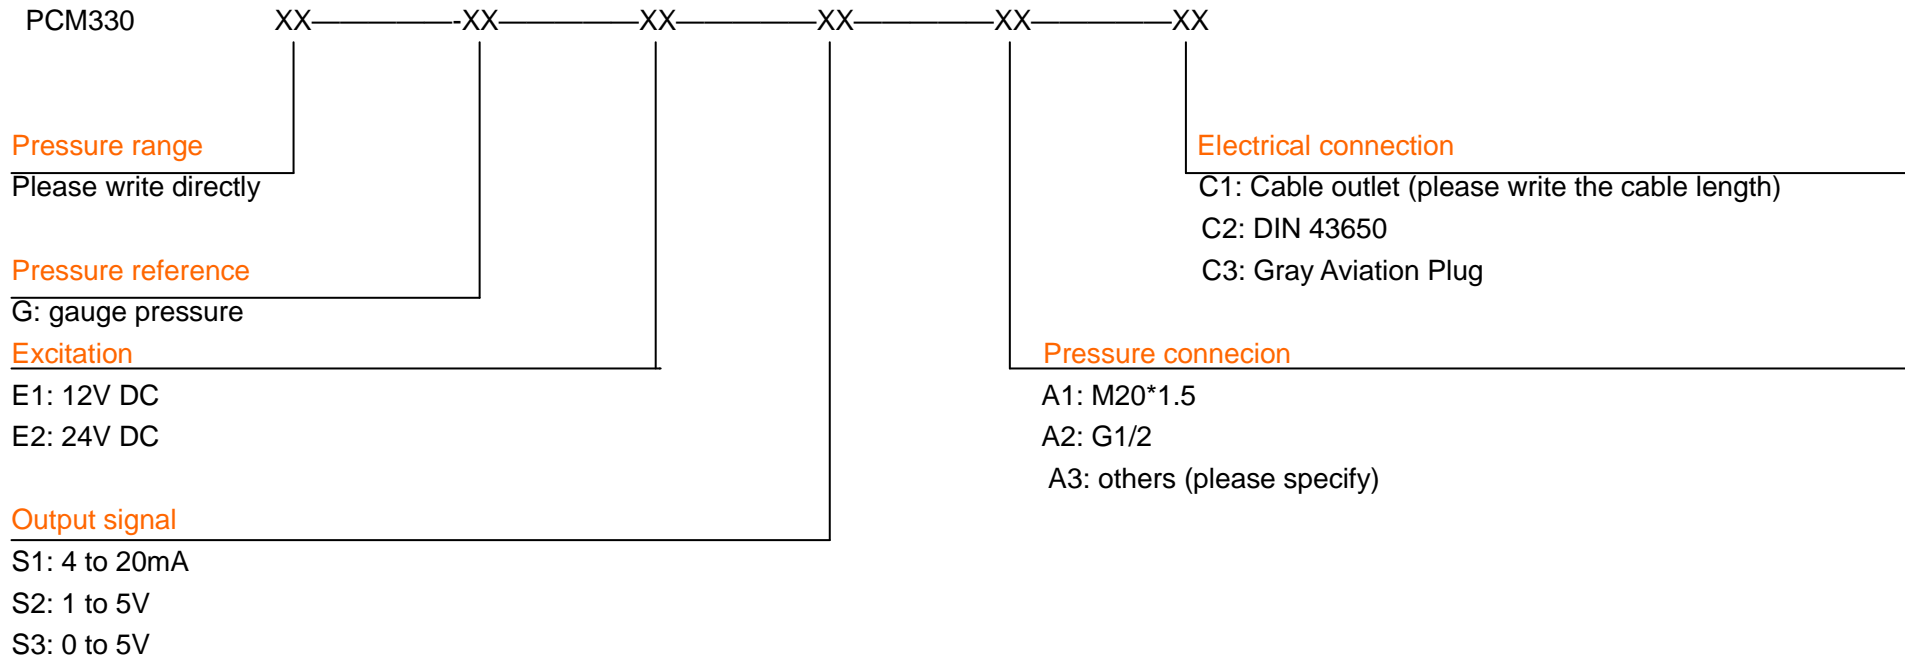 PCM330 XX—————-XX—————XX—————XX—————XX—————XX
Pressure range
Please write directly
Pressure reference
G: gauge pressure
Excitation
E1: 12V DC
E2: 24V DC
Output signal
S1: 4 to 20mA
S2: 1 to 5V
S3: 0 to 5V
Electrical connection
C1: Cable outlet (please write the cable length)
C2: DIN 43650
C3: Gray Aviation Plug
Pressure connecion
A1: M20*1.5
A2: G1/2
A3: others (please specify)